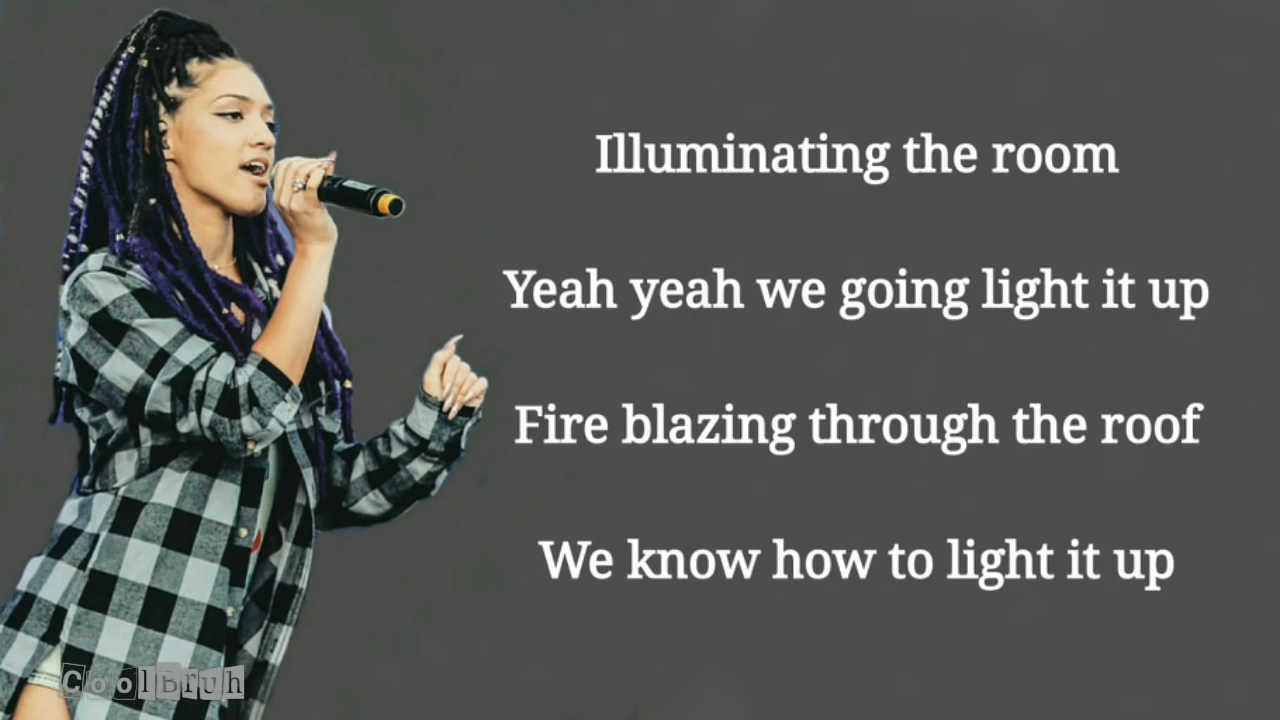 Illuminating the room
Yeah yeah we going light it up
Fire blazing through the roof
We know how to light it up
CoolBruh